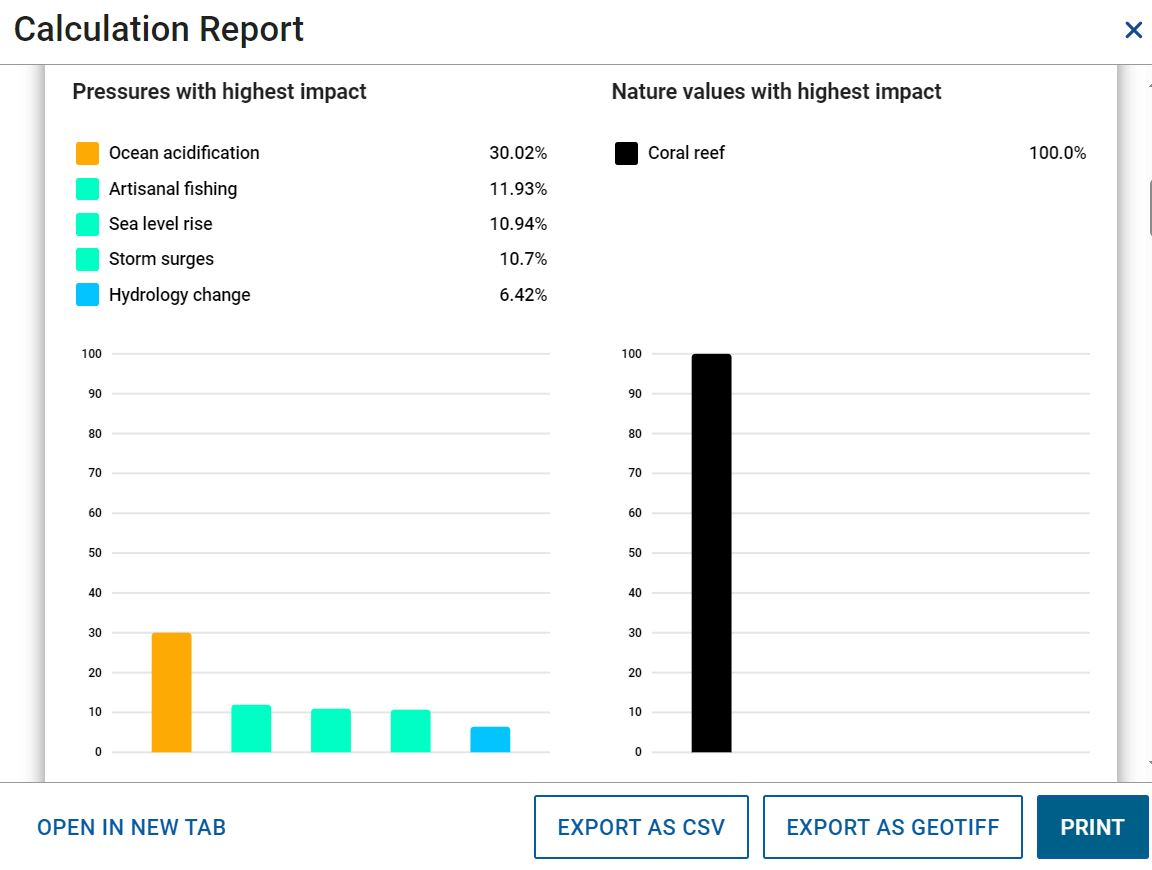 Calculation Report
Pressures with highest impact
Ocean acidification 30.02%
Artisanal fishing 11.93%
Sea level rise 10.94%
Storm surges 10.7%
Hydrology change 6.42%
100
90
80
70
60
50
40
30
20
10
0
Nature values with highest impact
Coral reef 100.0%
100
90
80
70
60
50
40
30
20
10
0
OPEN IN NEW TAB
EXPORT AS CSV
EXPORT AS GEOTIFF
PRINT